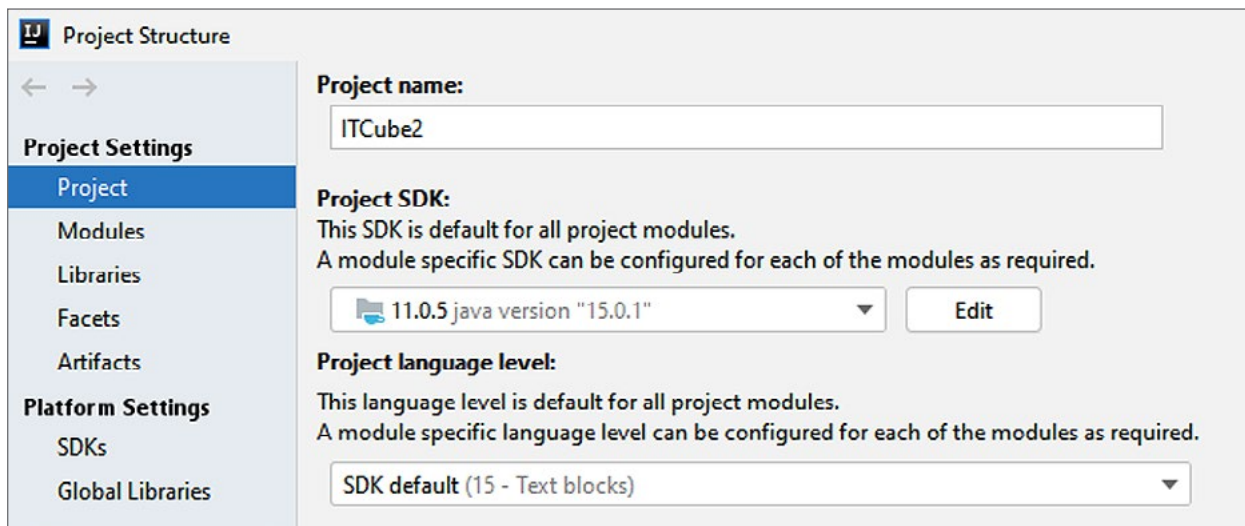 IJ Project Structure
Project Settings
Project
Modules
Libraries
Facets
Artifacts
Platform Settings
SDKs
Global Libraries
Project name:
ITCube2
Project SDK:
This SDK is default for all project modules.
A module specific SDK can be configured for each of the modules as required.
11.0.5 java version "15.0.1"
Edit
Project language level:
This language level is default for all project modules.
A module specific language level can be configured for each of the modules as required.
SDK default (15 - Text blocks)